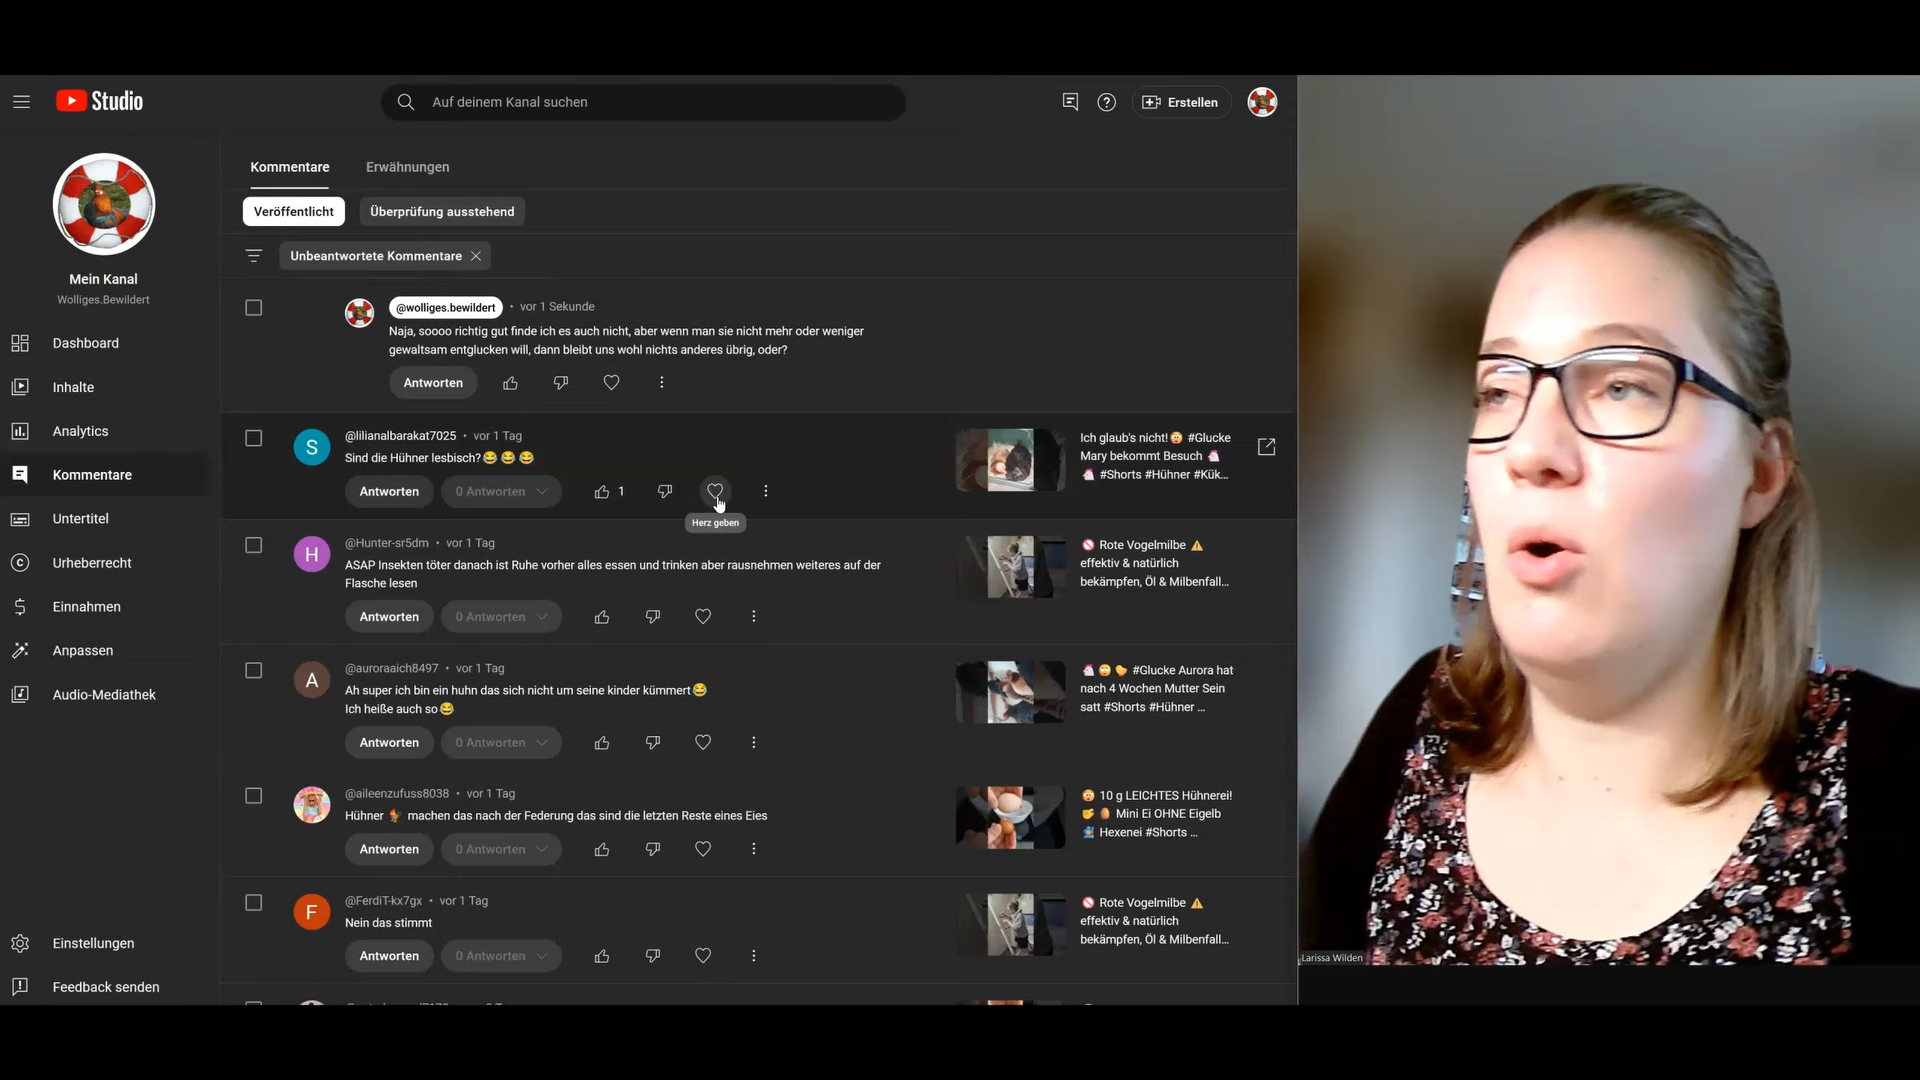 Studio
Auf deinem Kanal suchen
Erstellen
Mein Kanal
Wolliges.Bewildert
Dashboard
Inhalte
Analytics
Kommentare
Untertitel
Urheberrecht
Einnahmen
Anpassen
Audio-Mediathek
Einstellungen
Feedback senden
Kommentare Erwähnungen
Veröffentlicht Überprüfung ausstehend
Unbeantwortete Kommentare
@wolliges.bewildert • vor 1 Sekunde
Naja, soooo richtig gut finde ich es auch nicht, aber wenn man sie nicht mehr oder weniger
gewaltsam entglucken will, dann bleibt uns wohl nichts anderes übrig, oder?
Antworten
S
@lilianalbarakat7025 • vor 1 Tag
Sind die Hühner lesbisch?😂😂😂
Antworten 0 Antworten 1
Herz geben
Ich glaub's nicht!😲 #Glucke
Mary bekommt Besuch 🐔
🐔 #Shorts #Hühner #Kük...
H
@Hunter-sr5dm • vor 1 Tag
ASAP Insekten töter danach ist Ruhe vorher alles essen und trinken aber rausnehmen weiteres auf der
Flasche lesen
Antworten 0 Antworten
🚫 Rote Vogelmilbe ⚠️
effektiv & natürlich
bekämpfen, Öl & Milbenfall...
A
@auroraaich8497 • vor 1 Tag
Ah super ich bin ein huhn das sich nicht um seine kinder kümmert😂
Ich heiße auch so😂
Antworten 0 Antworten
🐔🙄🐤 #Glucke Aurora hat
nach 4 Wochen Mutter Sein
satt #Shorts #Hühner ...
@aileenzufuss8038 • vor 1 Tag
Hühner 🐓 machen das nach der Federung das sind die letzten Reste eines Eies
Antworten 0 Antworten
😲 10 g LEICHTES Hühnerei!
✊🥚 Mini Ei OHNE Eigelb
🧙 Hexenei #Shorts ...
F
@FerdiT-kx7gx • vor 1 Tag
Nein das stimmt
Antworten 0 Antworten
🚫 Rote Vogelmilbe ⚠️
effektiv & natürlich
bekämpfen, Öl & Milbenfall...
Larissa Wilden